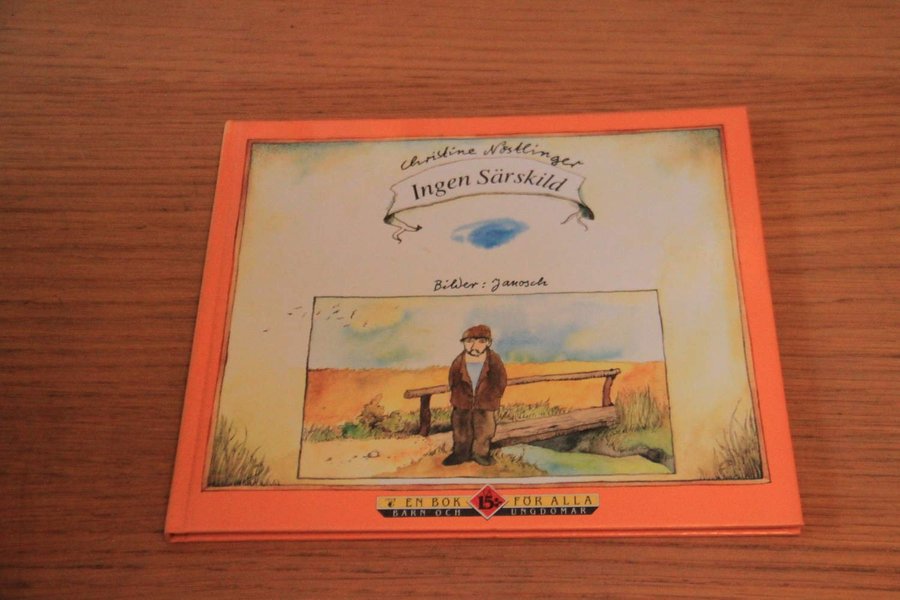 Christine Nöstlinger
Ingen Särskild
Bilder: Janosch
EN BOK 15:- FÖR ALLA
BARN OCH UNGDOMAR